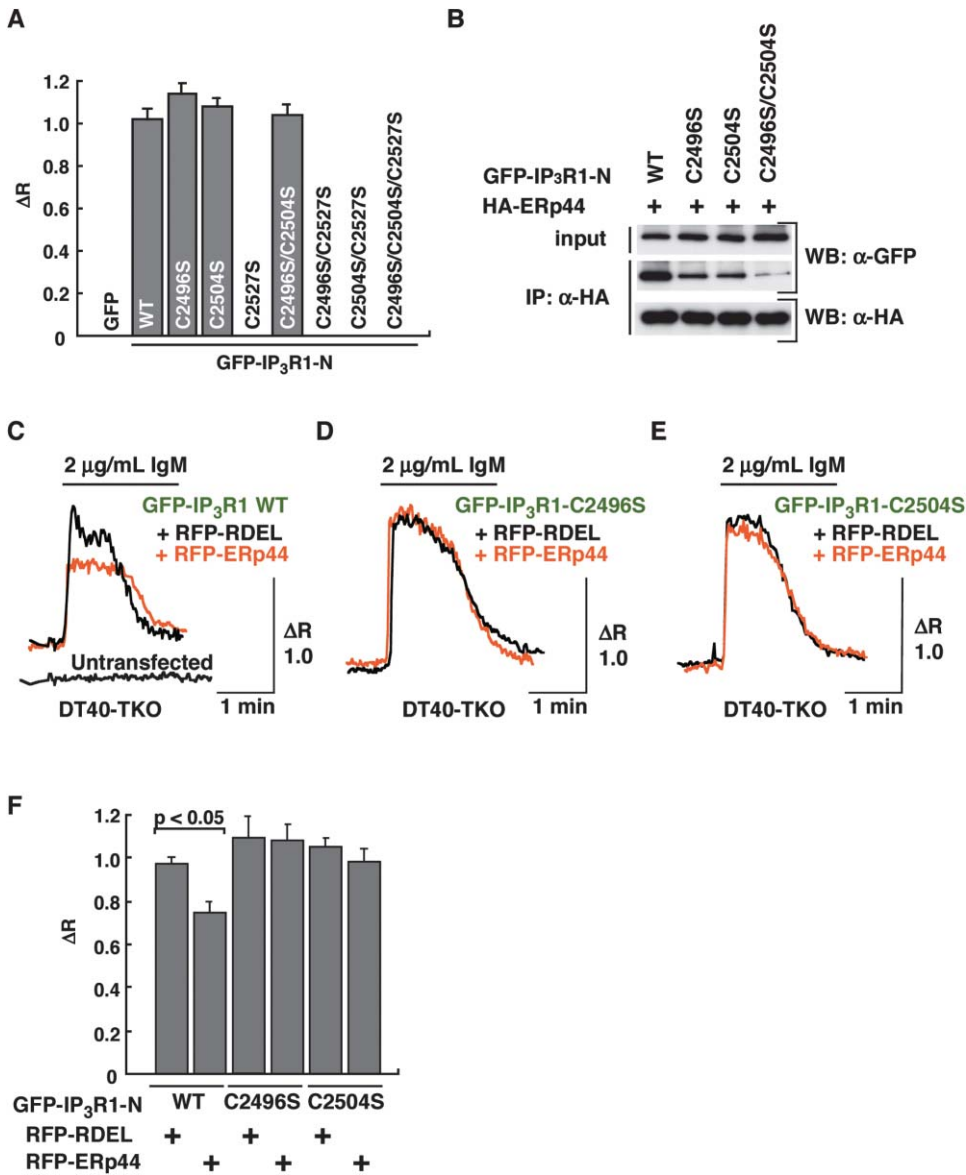 A
ΔR
1.2
1.0
0.8
0.6
0.4
0.2
0
GFP
WT
C2496S
C2504S
C2527S
C2496S/C2504S
C2496S/C2527S
C2504S/C2527S
C2496S/C2504S/C2527S
GFP-IP₃R1-N
B
WT
C2496S
C2504S
C2496S/C2504S
GFP-IP₃R1-N
HA-ERp44 + + + +
input
IP: α-HA
WB: α-GFP
WB: α-HA
C
2 μg/mL IgM
GFP-IP₃R1 WT
+ RFP-RDEL
+ RFP-ERp44
ΔR
1.0
Untransfected
DT40-TKO
1 min
D
2 μg/mL IgM
GFP-IP₃R1-C2496S
+ RFP-RDEL
+ RFP-ERp44
ΔR
1.0
DT40-TKO
1 min
E
2 μg/mL IgM
GFP-IP₃R1-C2504S
+ RFP-RDEL
+ RFP-ERp44
ΔR
1.0
DT40-TKO
1 min
F
ΔR
1.2
1.0
0.8
0.6
0.4
0.2
0
p < 0.05
GFP-IP₃R1-N WT C2496S C2504S
RFP-RDEL + + +
RFP-ERp44 + + +